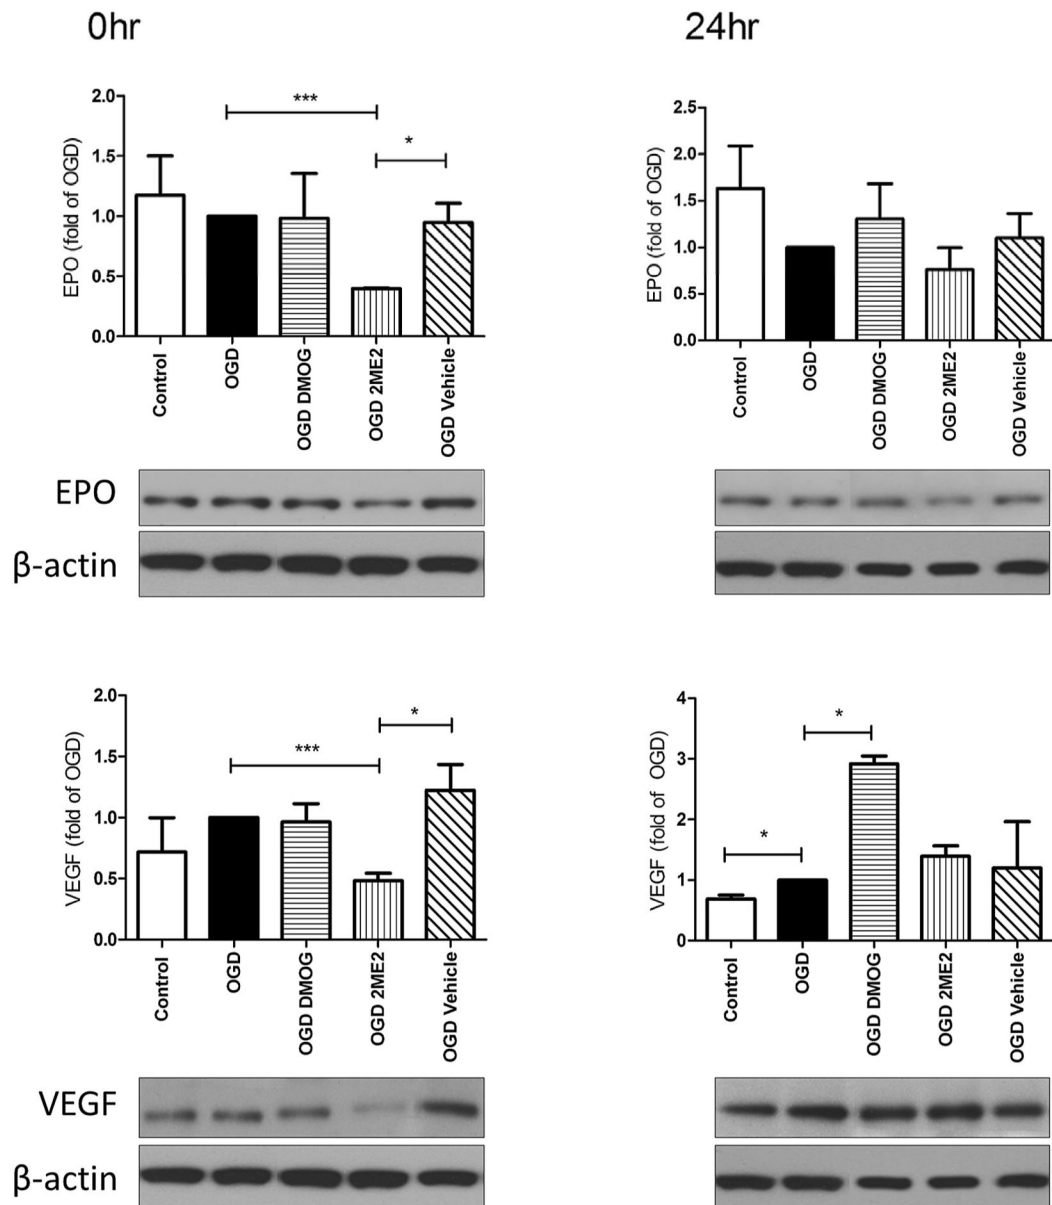 0hr
24hr
EPO (fold of OGD)
2.0
1.5
1.0
0.5
0.0
***
*
Control
OGD
OGD DMOG
OGD 2ME2
OGD Vehicle
EPO (fold of OGD)
2.5
2.0
1.5
1.0
0.5
0.0
Control
OGD
OGD DMOG
OGD 2ME2
OGD Vehicle
EPO
β-actin
VEGF (fold of OGD)
2.0
1.5
1.0
0.5
0.0
***
*
Control
OGD
OGD DMOG
OGD 2ME2
OGD Vehicle
VEGF (fold of OGD)
4
3
2
1
0
*
*
Control
OGD
OGD DMOG
OGD 2ME2
OGD Vehicle
VEGF
β-actin